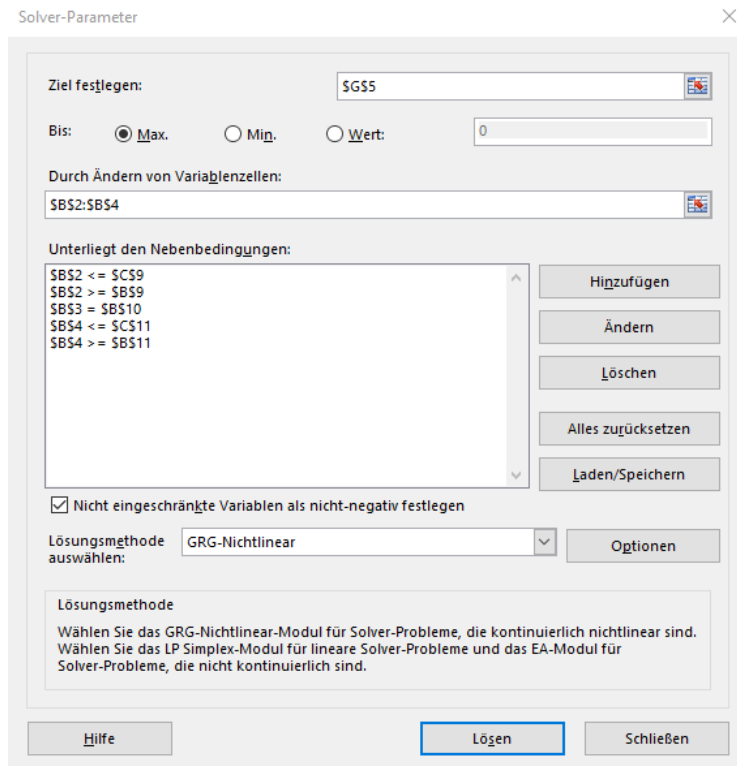 Solver-Parameter
Ziel festlegen:
$G$5
Bis:
Max.
Min.
Wert:
0
Durch Ändern von Variablenzellen:
$B$2:$B$4
Unterliegt den Nebenbedingungen:
$B$2 <= $C$9
$B$2 >= $B$9
$B$3 = $B$10
$B$4 <= $C$11
$B$4 >= $B$11
Hinzufügen
Ändern
Löschen
Alles zurücksetzen
Laden/Speichern
Nicht eingeschränkte Variablen als nicht-negativ festlegen
Lösungsmethode
auswählen:
GRG-Nichtlinear
Optionen
Lösungsmethode
Wählen Sie das GRG-Nichtlinear-Modul für Solver-Probleme, die kontinuierlich nichtlinear sind.
Wählen Sie das LP Simplex-Modul für lineare Solver-Probleme und das EA-Modul für
Solver-Probleme, die nicht kontinuierlich sind.
Hilfe
Lösen
Schließen